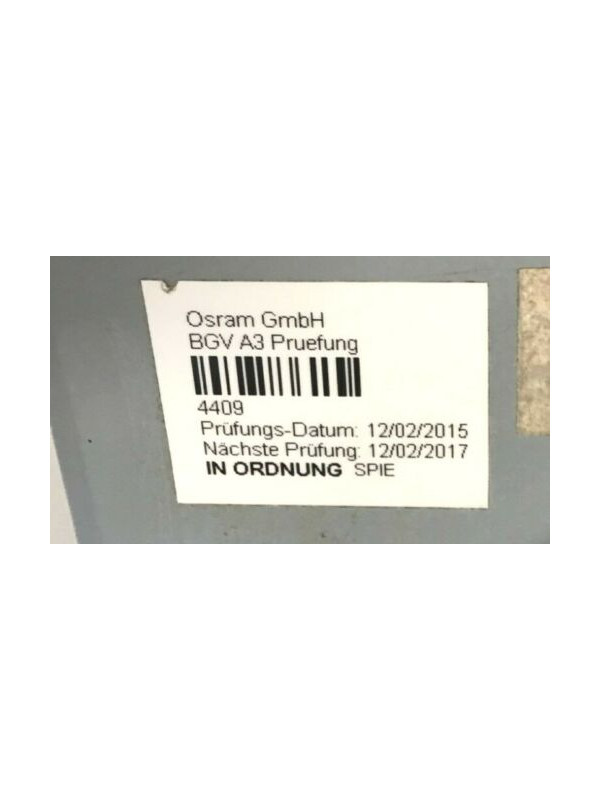 Osram GmbH
BGV A3 Pruefung
4409
Prüfungs-Datum: 12/02/2015
Nächste Prüfung: 12/02/2017
IN ORDNUNG SPIE